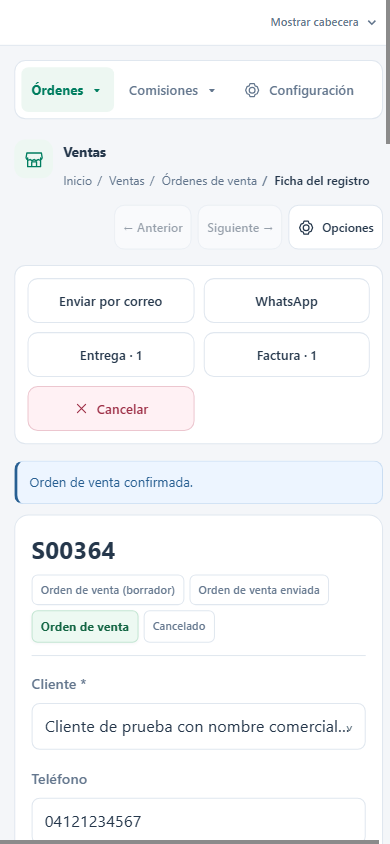 Mostrar cabecera
Órdenes Comisiones Configuración
Ventas
Inicio / Ventas / Órdenes de venta / Ficha del registro
← Anterior Siguiente → Opciones
Enviar por correo WhatsApp
Entrega · 1 Factura · 1
Cancelar
Orden de venta confirmada.
S00364
Orden de venta (borrador) Orden de venta enviada
Orden de venta Cancelado
Cliente *
Cliente de prueba con nombre comercial...
Teléfono
04121234567